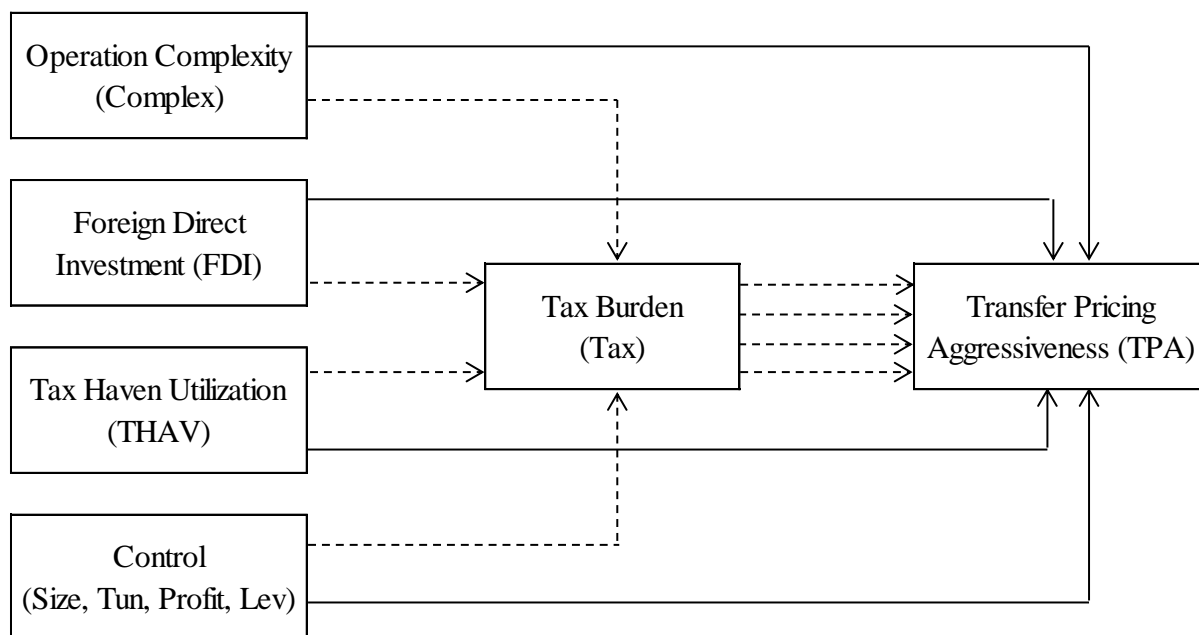 Operation Complexity
(Complex)
Foreign Direct
Investment (FDI)
Tax Burden
(Tax)
Transfer Pricing
Aggressiveness (TPA)
Tax Haven Utilization
(THAV)
Control
(Size, Tun, Profit, Lev)